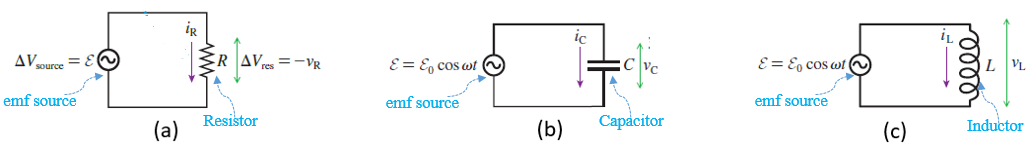 i_R
ΔV_source = ℰ
R
ΔV_res = −v_R
emf source
Resistor
(a)
i_C
ℰ = ℰ_0 cos ωt
C
v_C
emf source
Capacitor
(b)
i_L
ℰ = ℰ_0 cos ωt
L
v_L
emf source
Inductor
(c)